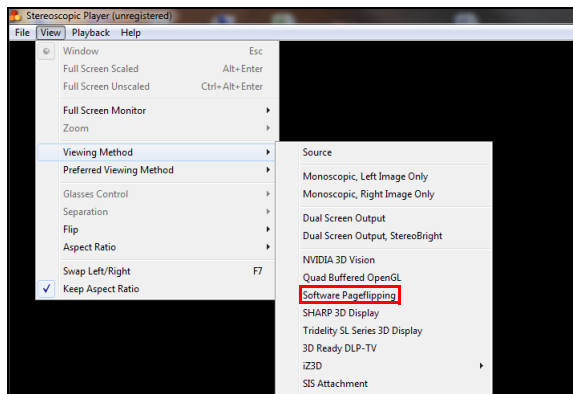 Stereoscopic Player (unregistered)
File View Playback Help
Window Esc
Full Screen Scaled Alt+Enter
Full Screen Unscaled Ctrl+Alt+Enter
Full Screen Monitor
Zoom
Viewing Method
Preferred Viewing Method
Glasses Control
Separation
Flip
Aspect Ratio
Swap Left/Right F7
Keep Aspect Ratio
Source
Monoscopic, Left Image Only
Monoscopic, Right Image Only
Dual Screen Output
Dual Screen Output, StereoBright
NVIDIA 3D Vision
Quad Buffered OpenGL
Software Pageflipping
SHARP 3D Display
Tridelity SL Series 3D Display
3D Ready DLP-TV
iZ3D
SIS Attachment